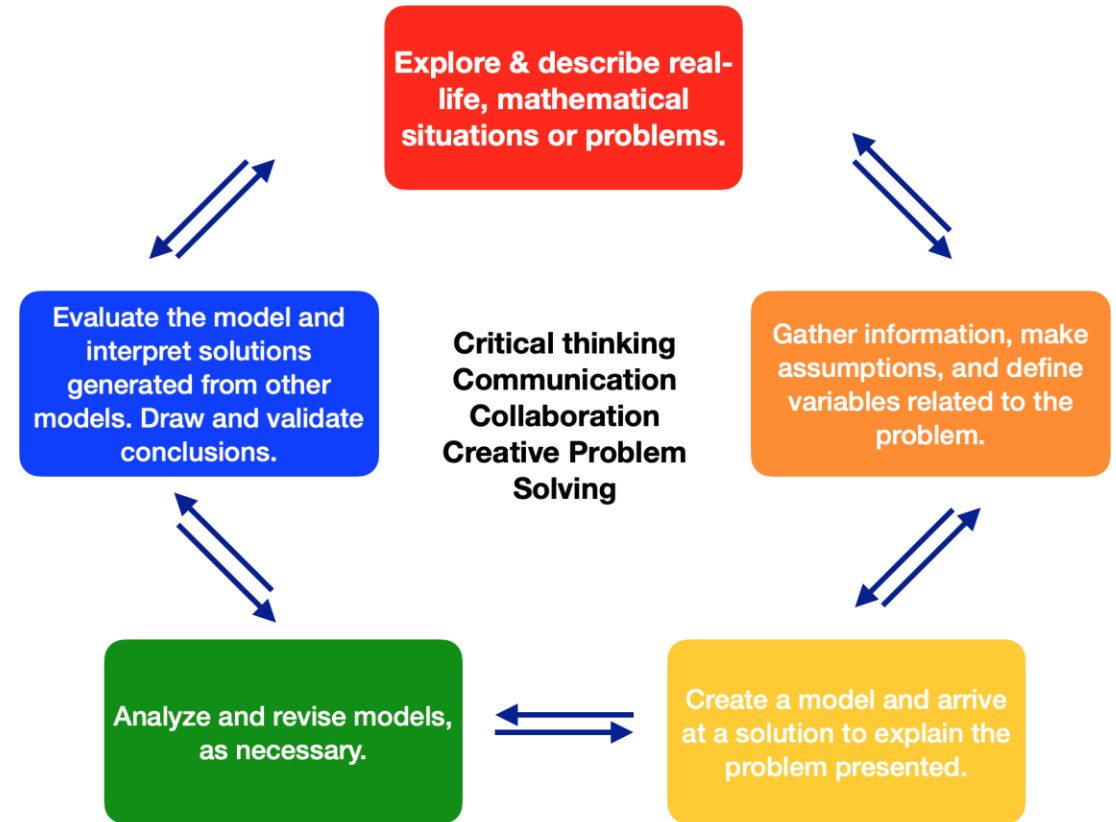 Explore & describe real-
life, mathematical
situations or problems.
Gather information, make
assumptions, and define
variables related to the
problem.
Create a model and arrive
at a solution to explain the
problem presented.
Analyze and revise models,
as necessary.
Evaluate the model and
interpret solutions
generated from other
models. Draw and validate
conclusions.
Critical thinking
Communication
Collaboration
Creative Problem
Solving